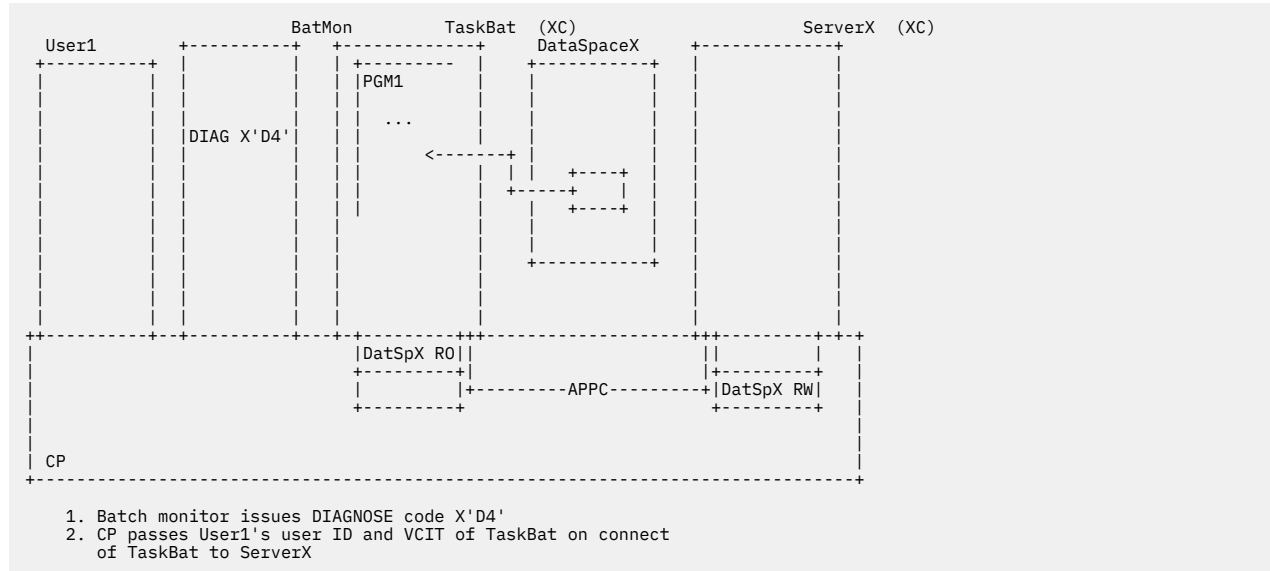 BatMon TaskBat (XC) ServerX (XC)
User1 DataSpaceX
PGM1
...
DIAG X'D4'
DatSpX RO
APPC DatSpX RW
CP
1. Batch monitor issues DIAGNOSE code X'D4'
2. CP passes User1's user ID and VCIT of TaskBat on connect
of TaskBat to ServerX